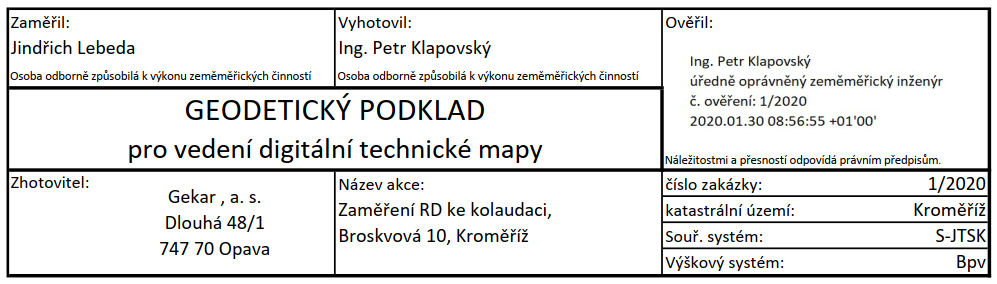 Zaměřil:
Jindřich Lebeda
Osoba odborně způsobilá k výkonu zeměměřických činností
Vyhotovil:
Ing. Petr Klapovský
Osoba odborně způsobilá k výkonu zeměměřických činností
Ověřil:
Ing. Petr Klapovský
úředně oprávněný zeměměřický inženýr
č. ověření: 1/2020
2020.01.30 08:56:55 +01'00'
Náležitostmi a přesností odpovídá právním předpisům.
GEODETICKÝ PODKLAD
pro vedení digitální technické mapy
Zhotovitel:
Gekar , a. s.
Dlouhá 48/1
747 70 Opava
Název akce:
Zaměření RD ke kolaudaci,
Broskvová 10, Kroměříž
číslo zakázky: 1/2020
katastrální území: Kroměříž
Souř. systém: S-JTSK
Výškový systém: Bpv